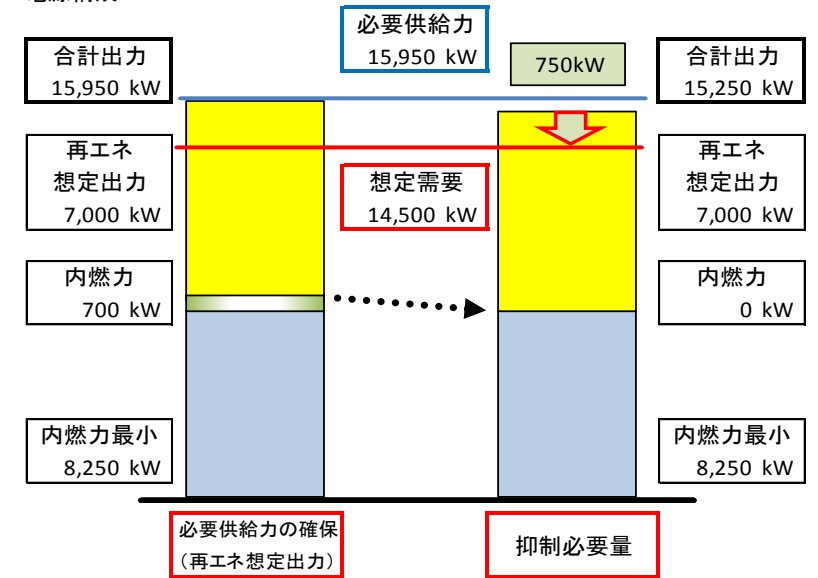 必要供給力
15,950 kW
750kW
合計出力
15,950 kW
合計出力
15,250 kW
再エネ
想定出力
7,000 kW
想定需要
14,500 kW
再エネ
想定出力
7,000 kW
内燃力
700 kW
内燃力
0 kW
内燃力最小
8,250 kW
内燃力最小
8,250 kW
必要供給力の確保
（再エネ想定出力）
抑制必要量